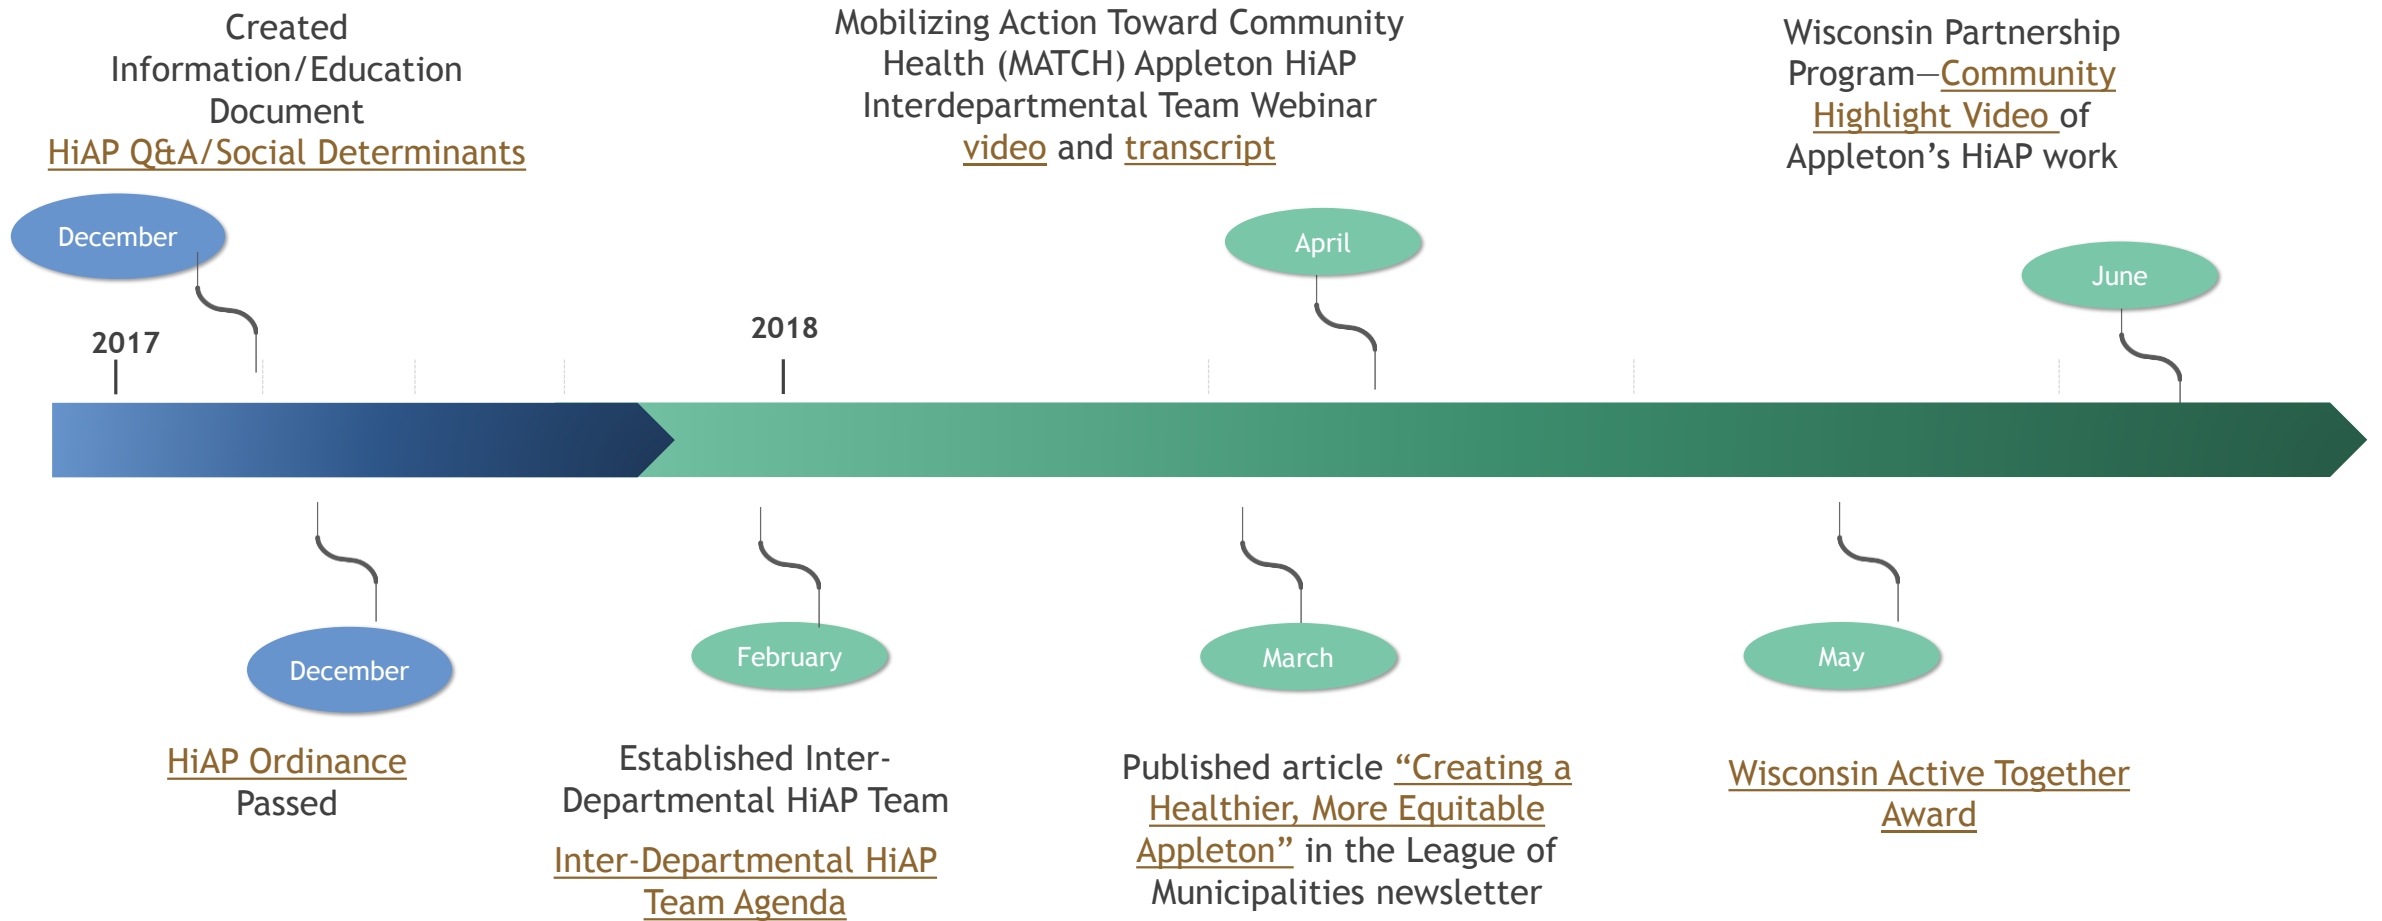 Created
Information/Education
Document
HiAP Q&A/Social Determinants
Mobilizing Action Toward Community
Health (MATCH) Appleton HiAP
Interdepartmental Team Webinar
video and transcript
Wisconsin Partnership
Program—Community
Highlight Video of
Appleton’s HiAP work
December
April
June
2017
2018
December
February
March
May
HiAP Ordinance
Passed
Established Inter-
Departmental HiAP Team
Inter-Departmental HiAP
Team Agenda
Published article “Creating a
Healthier, More Equitable
Appleton” in the League of
Municipalities newsletter
Wisconsin Active Together
Award